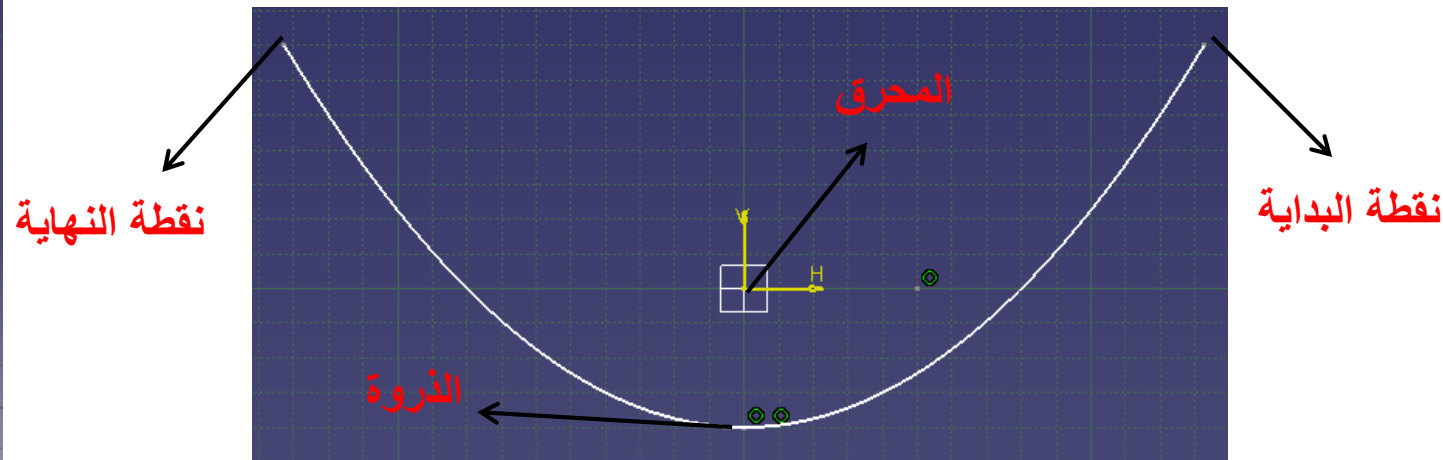 المحرق
نقطة البداية
نقطة النهاية
V
H
الذروة